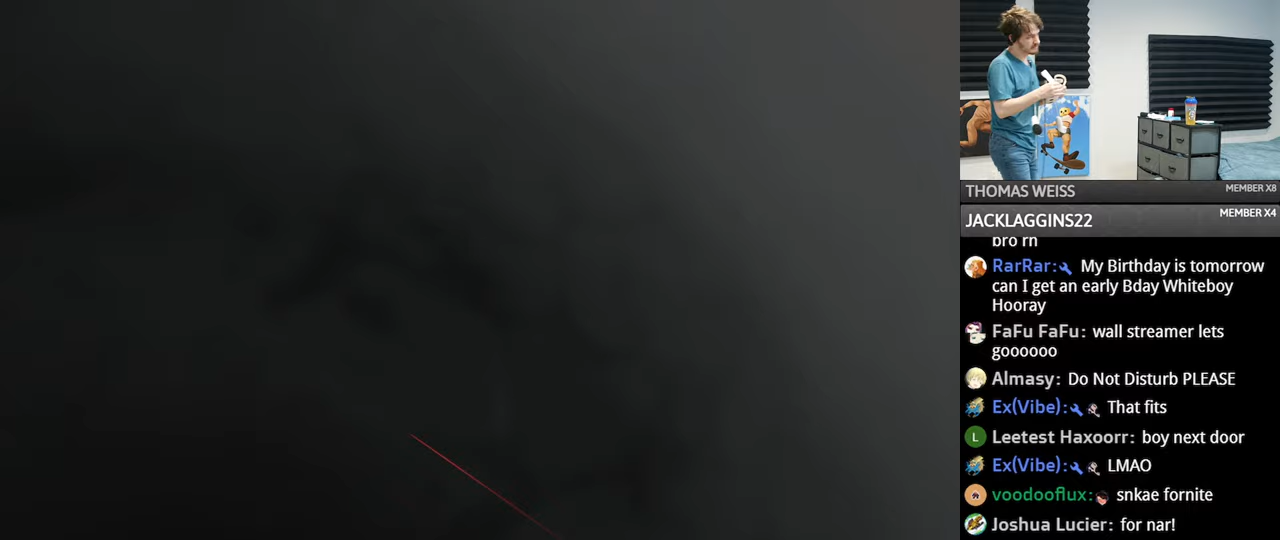 THOMAS WEISS
MEMBER X8
JACKLAGGINS22
MEMBER X4
bro rn
RarRar: My Birthday is tomorrow
can I get an early Bday Whiteboy
Hooray
FaFu FaFu: wall streamer lets
goooooo
Almasy: Do Not Disturb PLEASE
Ex(Vibe): That fits
L Leetest Haxoorr: boy next door
Ex(Vibe): LMAO
voodooflux: snkae fornite
Joshua Lucier: for nar!